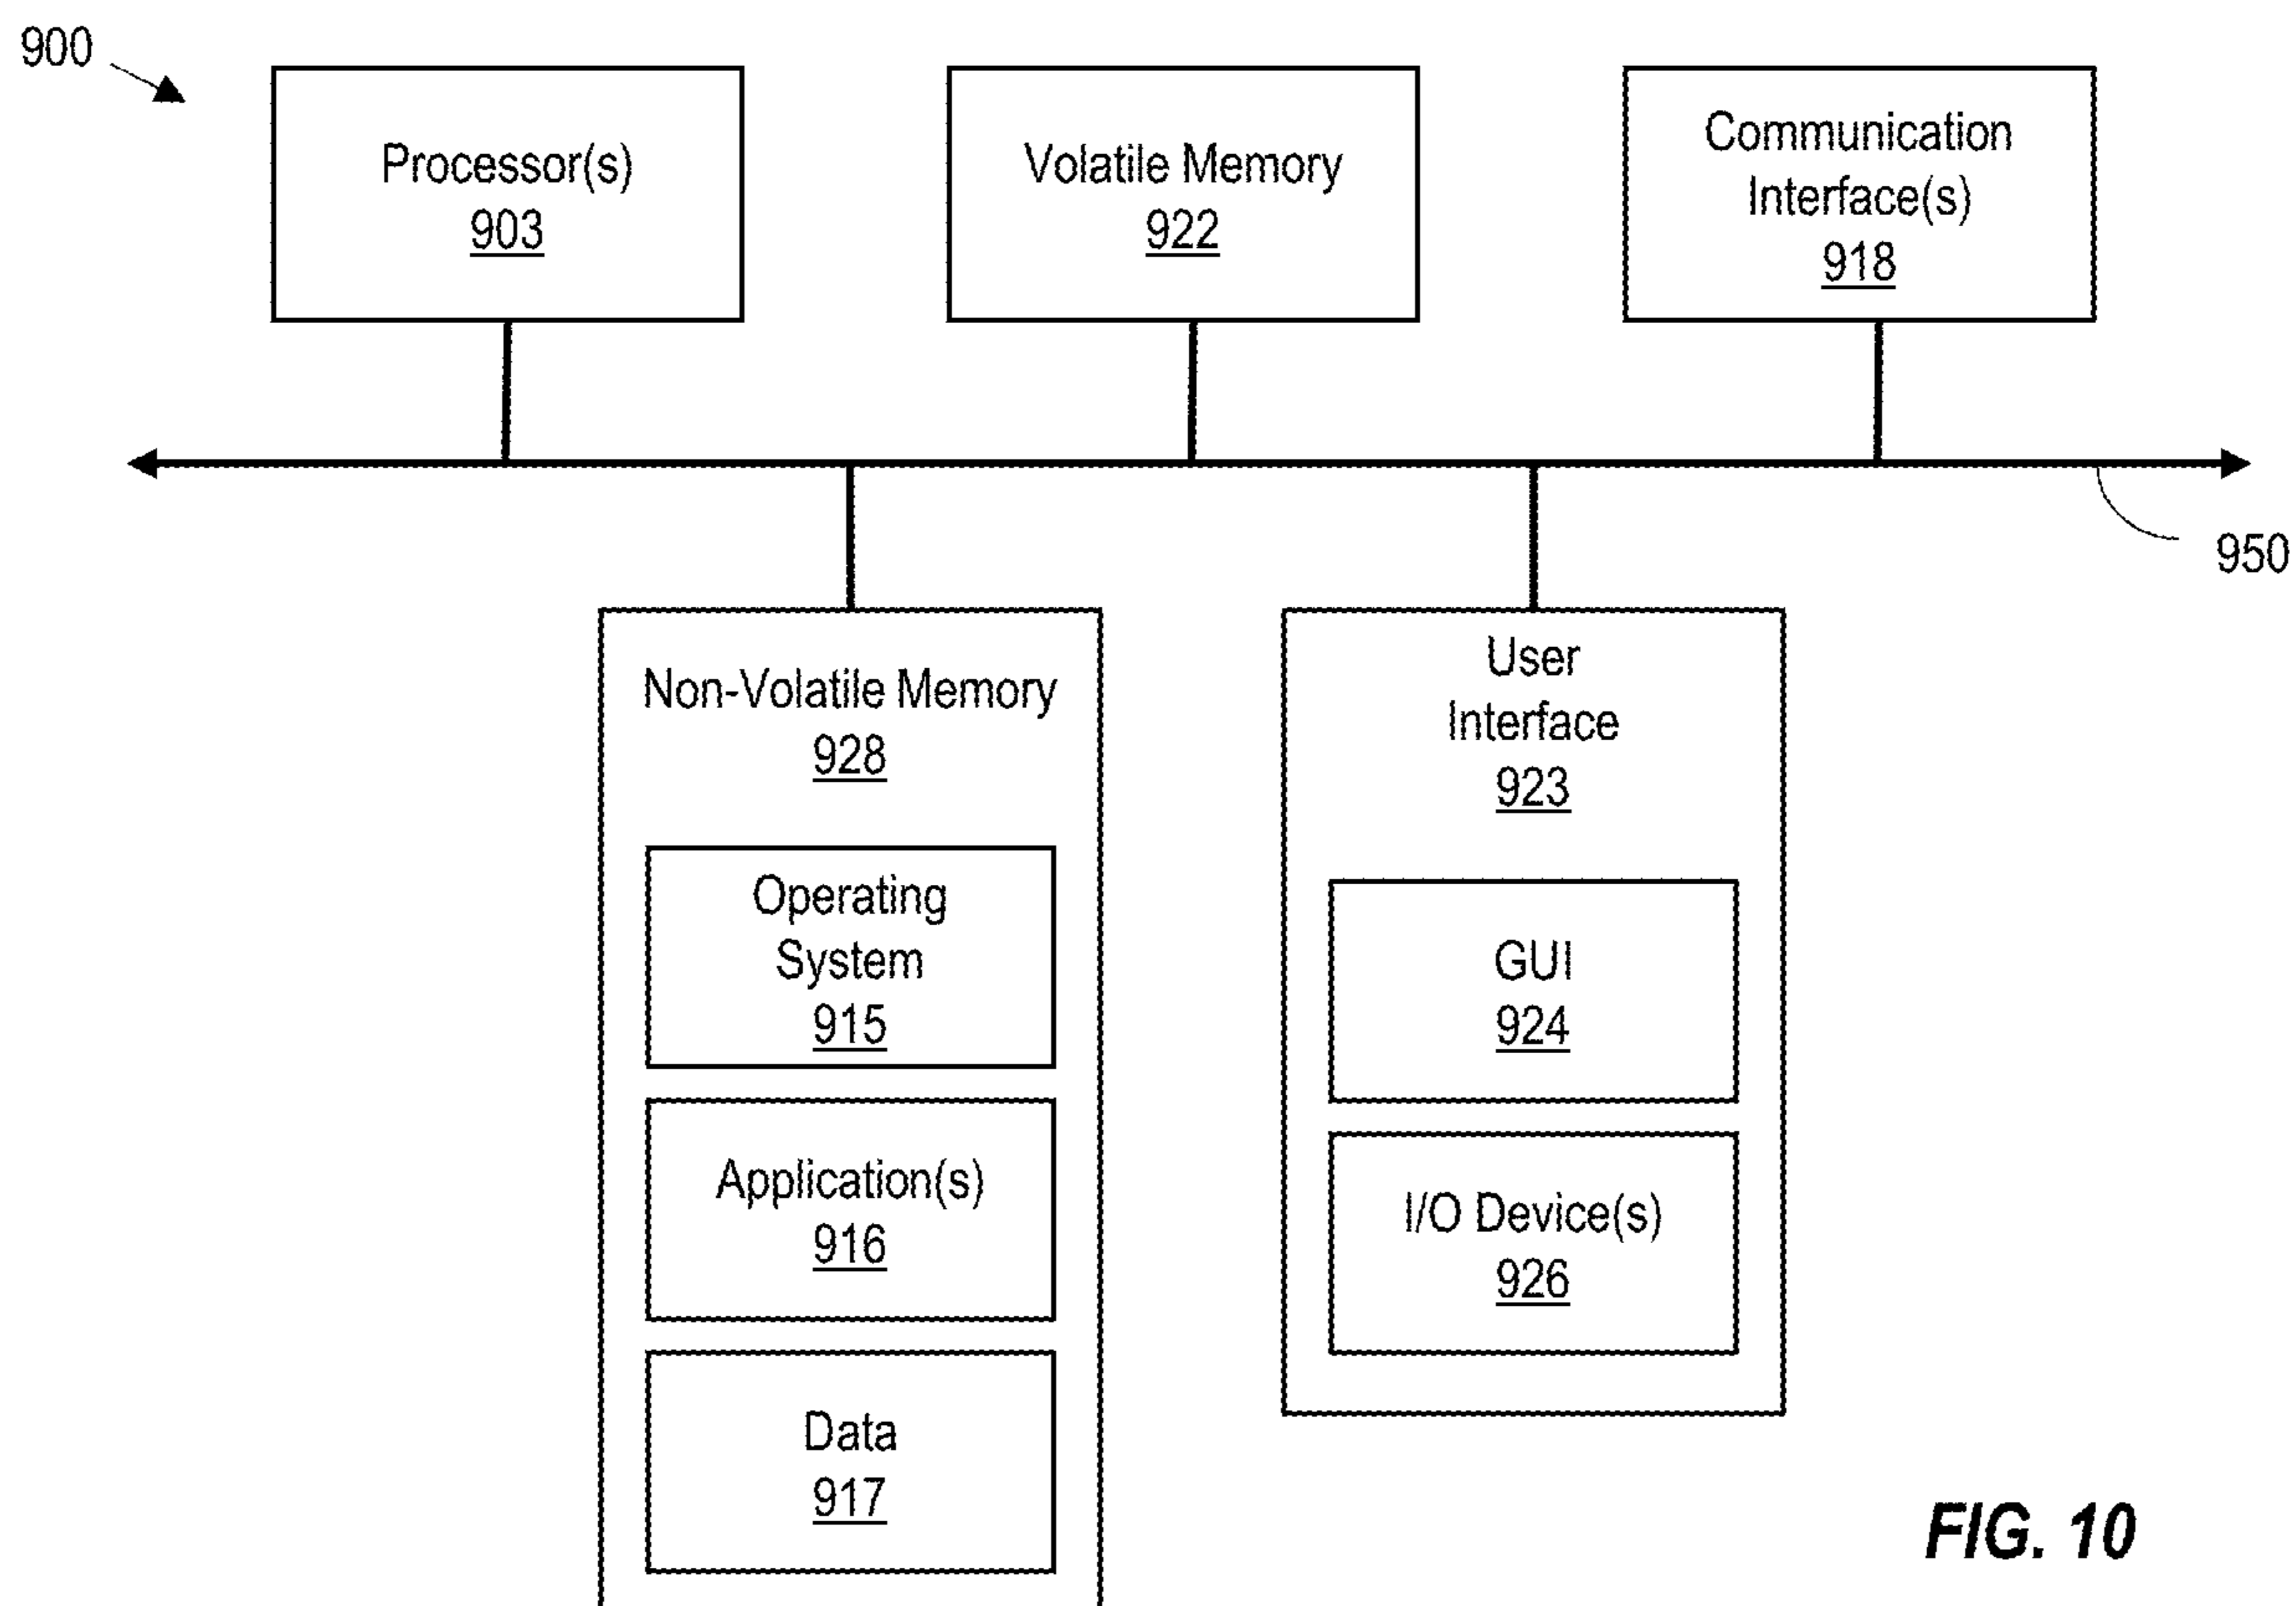 900
Processor(s)
903
Volatile Memory
922
Communication
Interface(s)
918
950
Non-Volatile Memory
928
Operating
System
915
Application(s)
916
Data
917
User
Interface
923
GUI
924
I/O Device(s)
926
FIG. 10